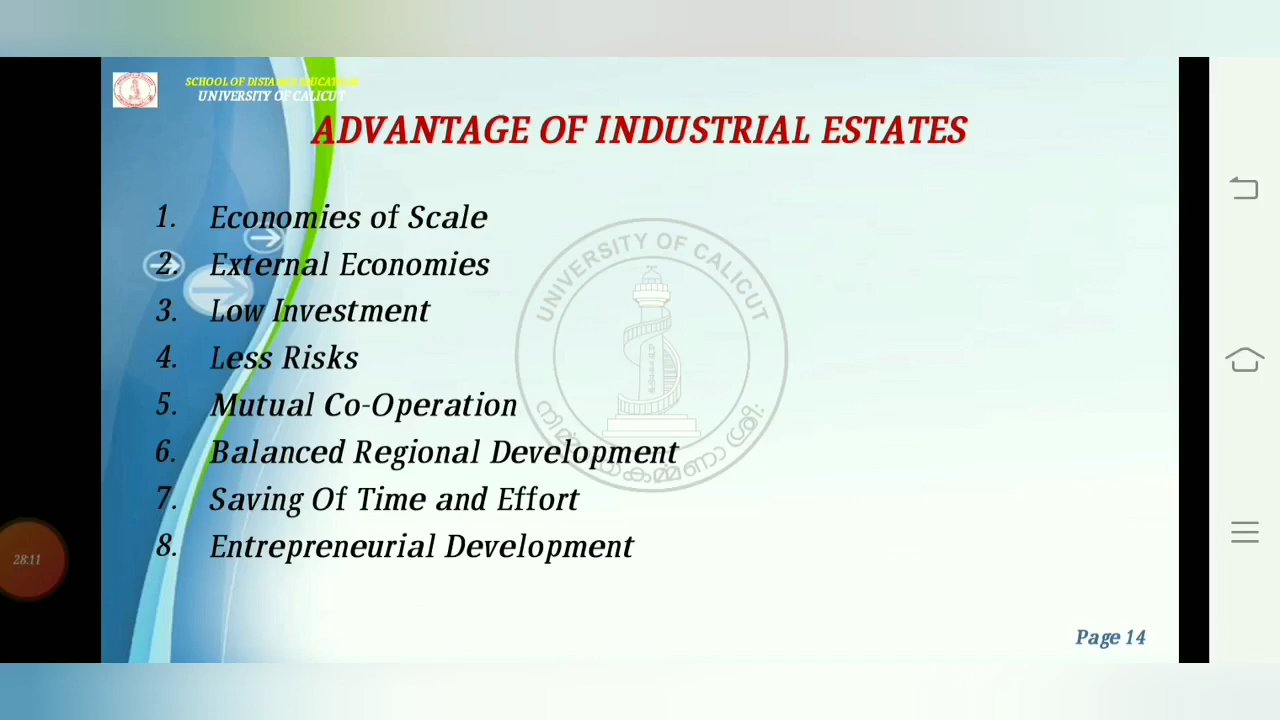 SCHOOL OF DISTANCE EDUCATION
UNIVERSITY OF CALICUT
ADVANTAGE OF INDUSTRIAL ESTATES
1. Economies of Scale
2. External Economies
3. Low Investment
4. Less Risks
5. Mutual Co-Operation
6. Balanced Regional Development
7. Saving Of Time and Effort
8. Entrepreneurial Development
UNIVERSITY OF CALICUT
28:11
Page 14